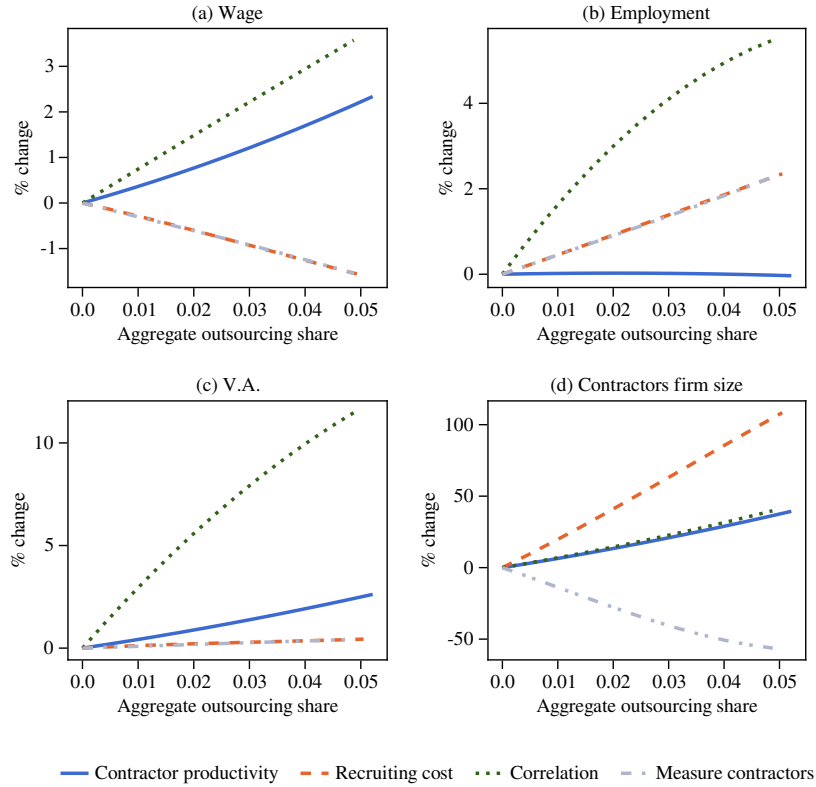 (a) Wage
% change
3
2
1
0
-1
0.0 0.01 0.02 0.03 0.04 0.05
Aggregate outsourcing share
(b) Employment
% change
4
2
0
0.0 0.01 0.02 0.03 0.04 0.05
Aggregate outsourcing share
(c) V.A.
% change
10
5
0
0.0 0.01 0.02 0.03 0.04 0.05
Aggregate outsourcing share
(d) Contractors firm size
% change
100
50
0
-50
0.0 0.01 0.02 0.03 0.04 0.05
Aggregate outsourcing share
Contractor productivity Recruiting cost Correlation Measure contractors